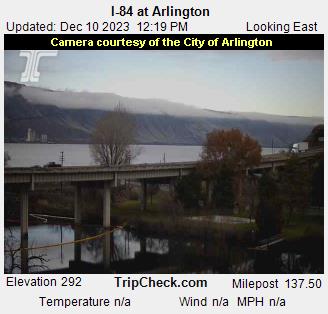 I-84 at Arlington
Updated: Dec 10 2023 12:19 PM Looking East
Camera courtesy of the City of Arlington
Elevation 292 TripCheck.com Milepost 137.50
Temperature n/a Wind n/a MPH n/a